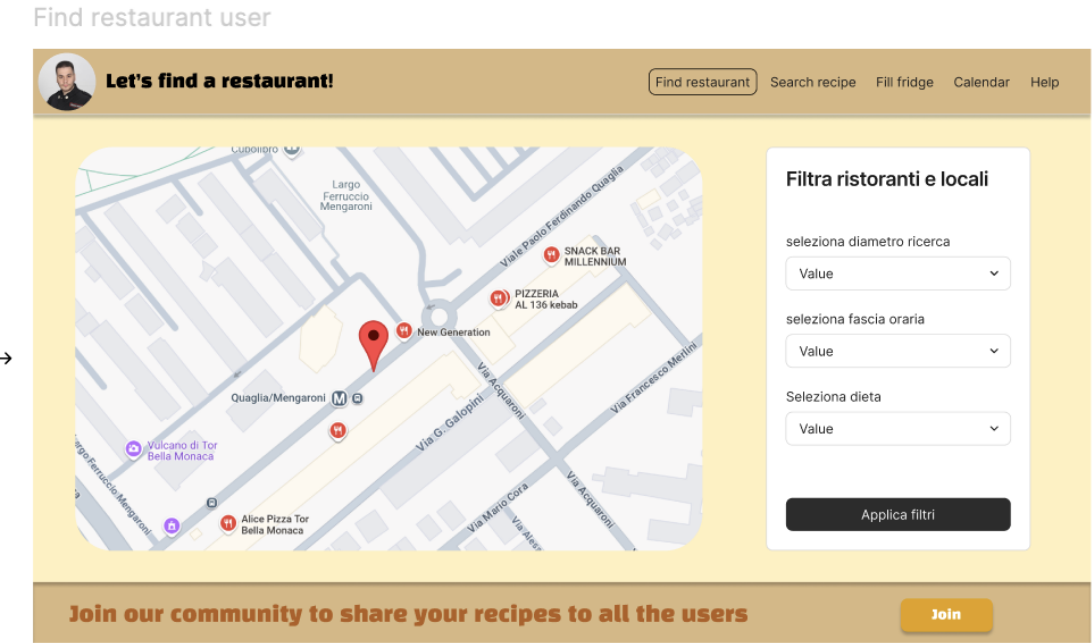 Find restaurant user
Let's find a restaurant!
Find restaurant
Search recipe
Fill fridge
Calendar
Help
Cubolibro
Largo
Ferruccio
Mengaroni
Viale Paolo Ferdinando Quaglia
SNACK BAR
MILLENNIUM
PIZZERIA
AL 136 kebab
New Generation
Quaglia/Mengaroni
M
Via Acquaroni
Via Francesco Merlini
Via G. Galopini
Vulcano di Tor
Bella Monaca
Largo Ferruccio Mengaroni
Alice Pizza Tor
Bella Monaca
Via Mario Cora
Via Acquaroni
Via Ales
Filtra ristoranti e locali
seleziona diametro ricerca
Value
seleziona fascia oraria
Value
Seleziona dieta
Value
Applica filtri
Join our community to share your recipes to all the users
Join